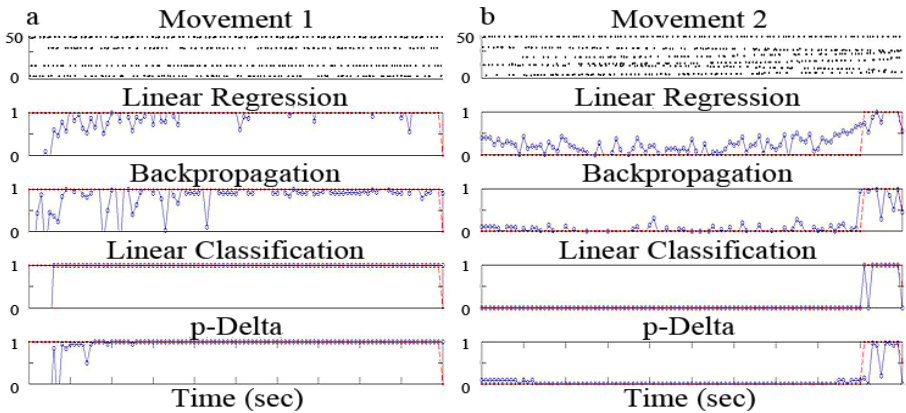 a Movement 1
50
0
Linear Regression
1
0
Backpropagation
1
0
Linear Classification
1
0
p-Delta
1
0
Time (sec)
b Movement 2
50
0
Linear Regression
1
0
Backpropagation
1
0
Linear Classification
1
0
p-Delta
1
0
Time (sec)